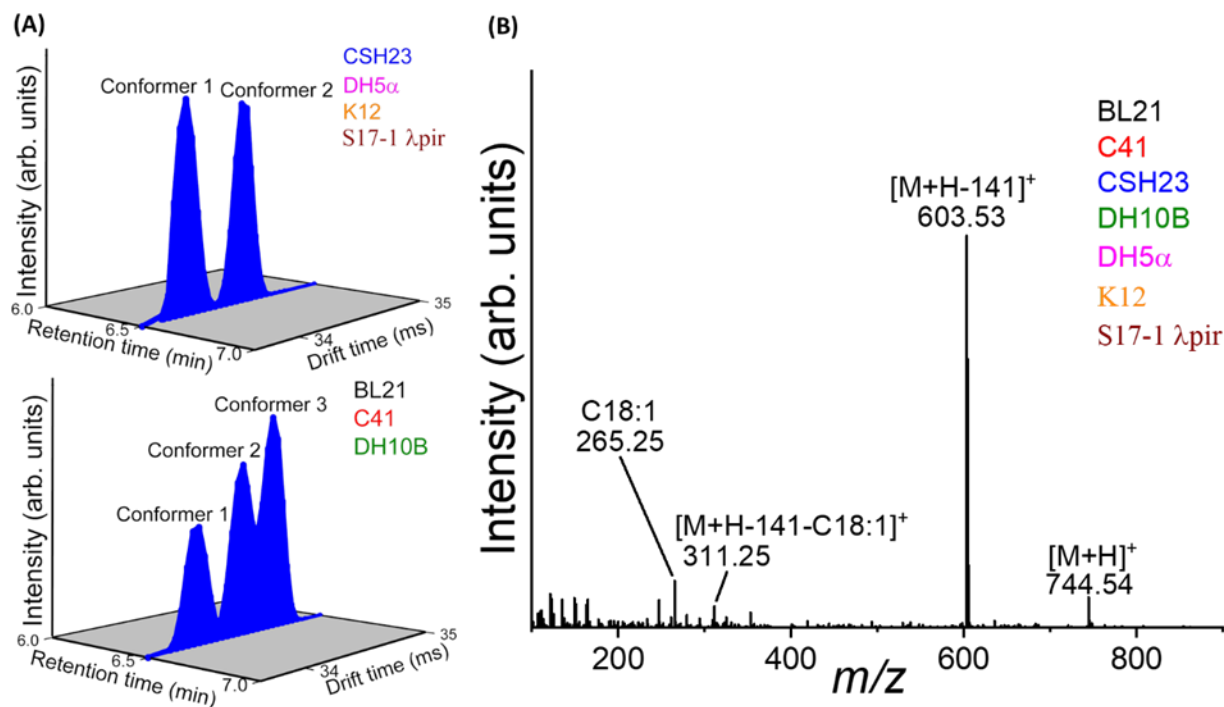 (A)
Intensity (arb. units)
Conformer 1
Conformer 2
CSH23
DH5α
K12
S17-1 λpir
6.0
6.5
7.0
Retention time (min)
34
35
Drift time (ms)
Intensity (arb. units)
Conformer 1
Conformer 2
Conformer 3
BL21
C41
DH10B
6.0
6.5
7.0
Retention time (min)
34
35
Drift time (ms)
(B)
Intensity (arb. units)
C18:1
265.25
[M+H-141-C18:1]⁺
311.25
[M+H-141]⁺
603.53
[M+H]⁺
744.54
BL21
C41
CSH23
DH10B
DH5α
K12
S17-1 λpir
200
400
600
800
m/z